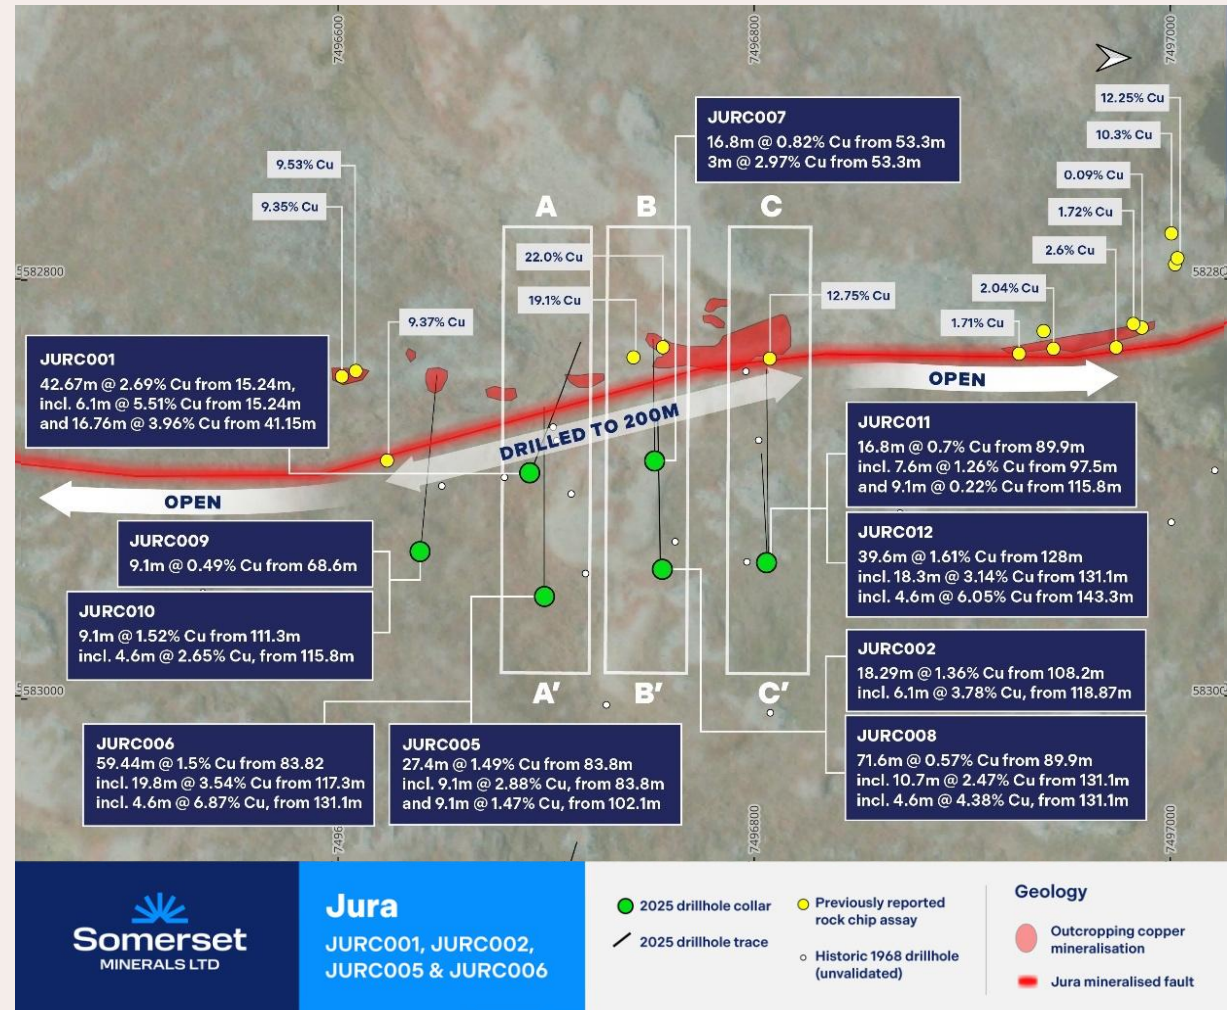 7496600
7496800
7497000
12.25% Cu
10.3% Cu
0.09% Cu
1.72% Cu
2.6% Cu
2.04% Cu
1.71% Cu
9.53% Cu
9.35% Cu
JURC007
16.8m @ 0.82% Cu from 53.3m
3m @ 2.97% Cu from 53.3m
A
B
C
22.0% Cu
19.1% Cu
12.75% Cu
9.37% Cu
5582800
58280
JURC001
42.67m @ 2.69% Cu from 15.24m,
incl. 6.1m @ 5.51% Cu from 15.24m
and 16.76m @ 3.96% Cu from 41.15m
DRILLED TO 200M
OPEN
OPEN
JURC011
16.8m @ 0.7% Cu from 89.9m
incl. 7.6m @ 1.26% Cu from 97.5m
and 9.1m @ 0.22% Cu from 115.8m
JURC009
9.1m @ 0.49% Cu from 68.6m
JURC012
39.6m @ 1.61% Cu from 128m
incl. 18.3m @ 3.14% Cu from 131.1m
incl. 4.6m @ 6.05% Cu from 143.3m
JURC010
9.1m @ 1.52% Cu from 111.3m
incl. 4.6m @ 2.65% Cu, from 115.8m
JURC002
18.29m @ 1.36% Cu from 108.2m
incl. 6.1m @ 3.78% Cu, from 118.87m
A'
B'
C'
5583000
58300
JURC006
59.44m @ 1.5% Cu from 83.82
incl. 19.8m @ 3.54% Cu from 117.3m
incl. 4.6m @ 6.87% Cu, from 131.1m
JURC005
27.4m @ 1.49% Cu from 83.8m
incl. 9.1m @ 2.88% Cu, from 83.8m
and 9.1m @ 1.47% Cu, from 102.1m
JURC008
71.6m @ 0.57% Cu from 89.9m
incl. 10.7m @ 2.47% Cu from 131.1m
incl. 4.6m @ 4.38% Cu, from 131.1m
7496
7496800
7497000
Somerset
MINERALS LTD
Jura
JURC001, JURC002,
JURC005 & JURC006
2025 drillhole collar
2025 drillhole trace
Previously reported
rock chip assay
Historic 1968 drillhole
(unvalidated)
Geology
Outcropping copper
mineralisation
Jura mineralised fault